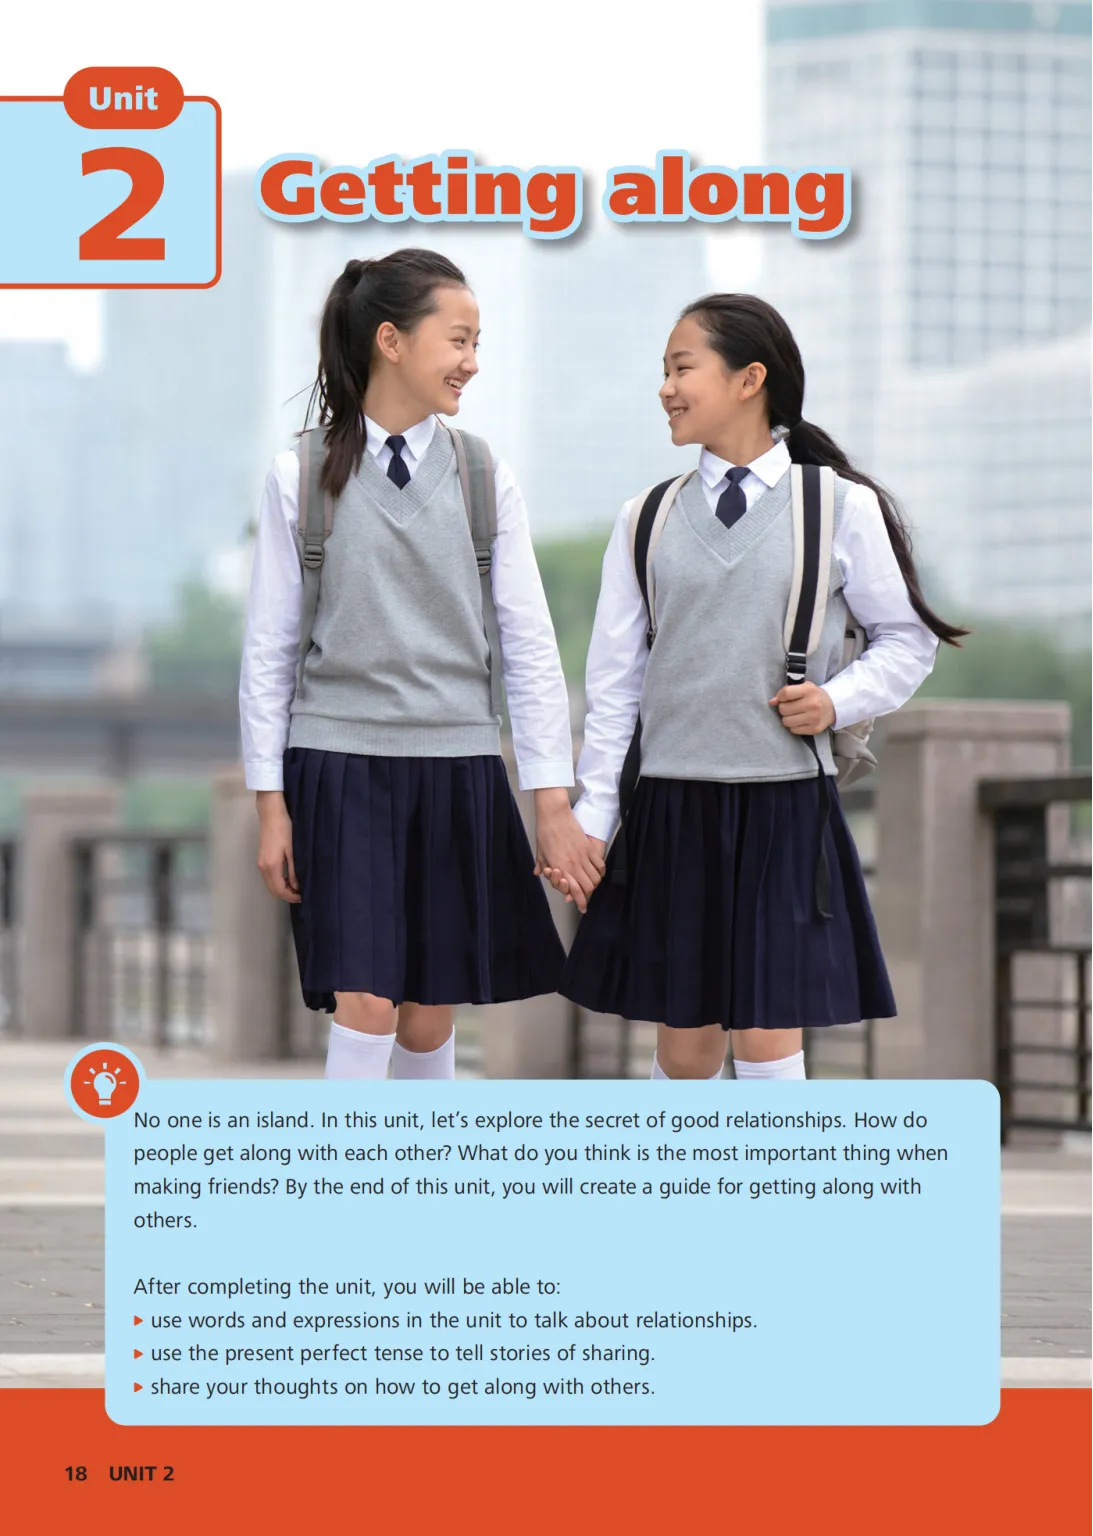 Unit
2
Getting along
No one is an island. In this unit, let’s explore the secret of good relationships. How do
people get along with each other? What do you think is the most important thing when
making friends? By the end of this unit, you will create a guide for getting along with
others.
After completing the unit, you will be able to:
use words and expressions in the unit to talk about relationships.
use the present perfect tense to tell stories of sharing.
share your thoughts on how to get along with others.
18 UNIT 2